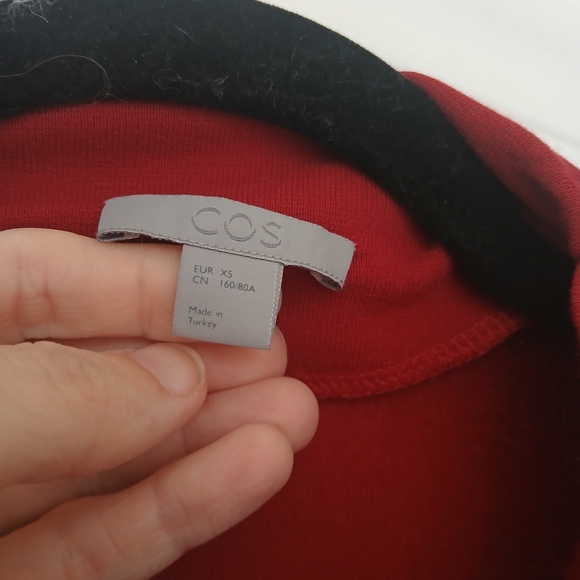 COS
EUR XS
CN 160/80A
Made in
Turkey